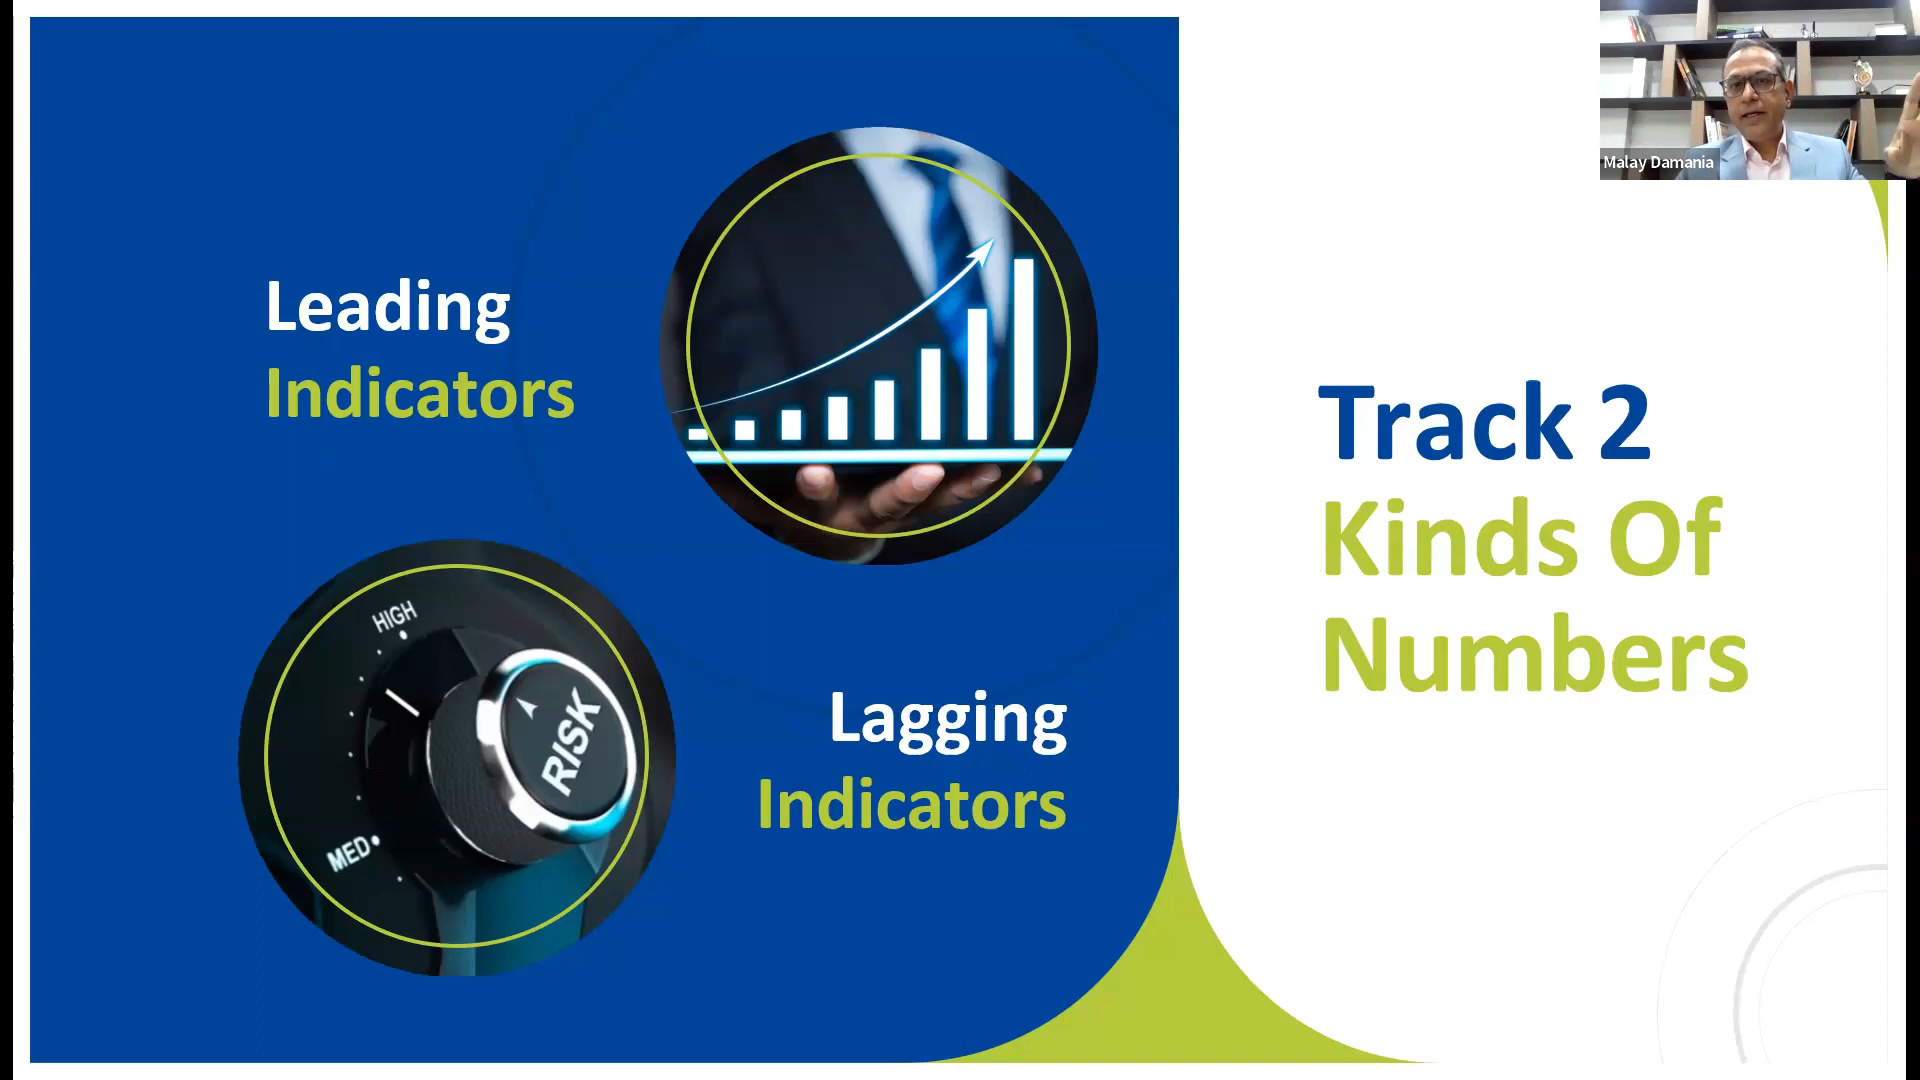 Leading
Indicators
HIGH
RISK
MED
Lagging
Indicators
Track 2
Kinds Of
Numbers
Malay Damania